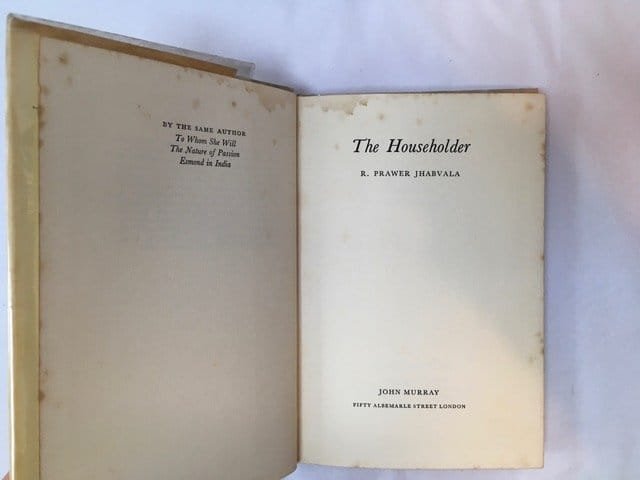 BY THE SAME AUTHOR
To Whom She Will
The Nature of Passion
Esmond in India
The Householder
R. PRAWER JHABVALA
JOHN MURRAY
FIFTY ALBEMARLE STREET LONDON